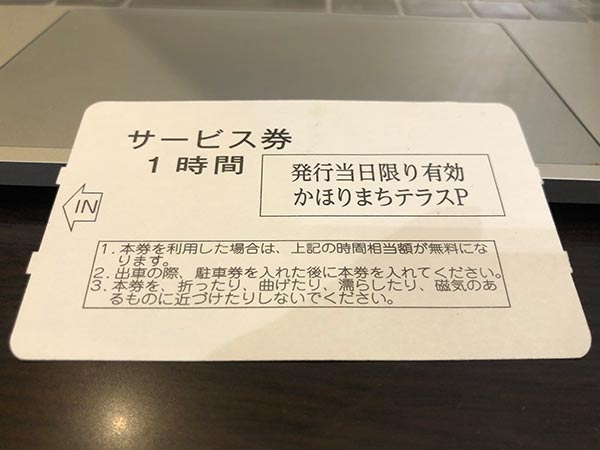 サービス券
1時間
発行当日限り有効
かほりまちテラスP
IN
1.本券を利用した場合は、上記の時間相当額が無料にな
ります。
2.出車の際、駐車券を入れた後に本券を入れてください。
3.本券を、折ったり、曲げたり、濡らしたり、磁気のあ
るものに近づけたりしないでください。